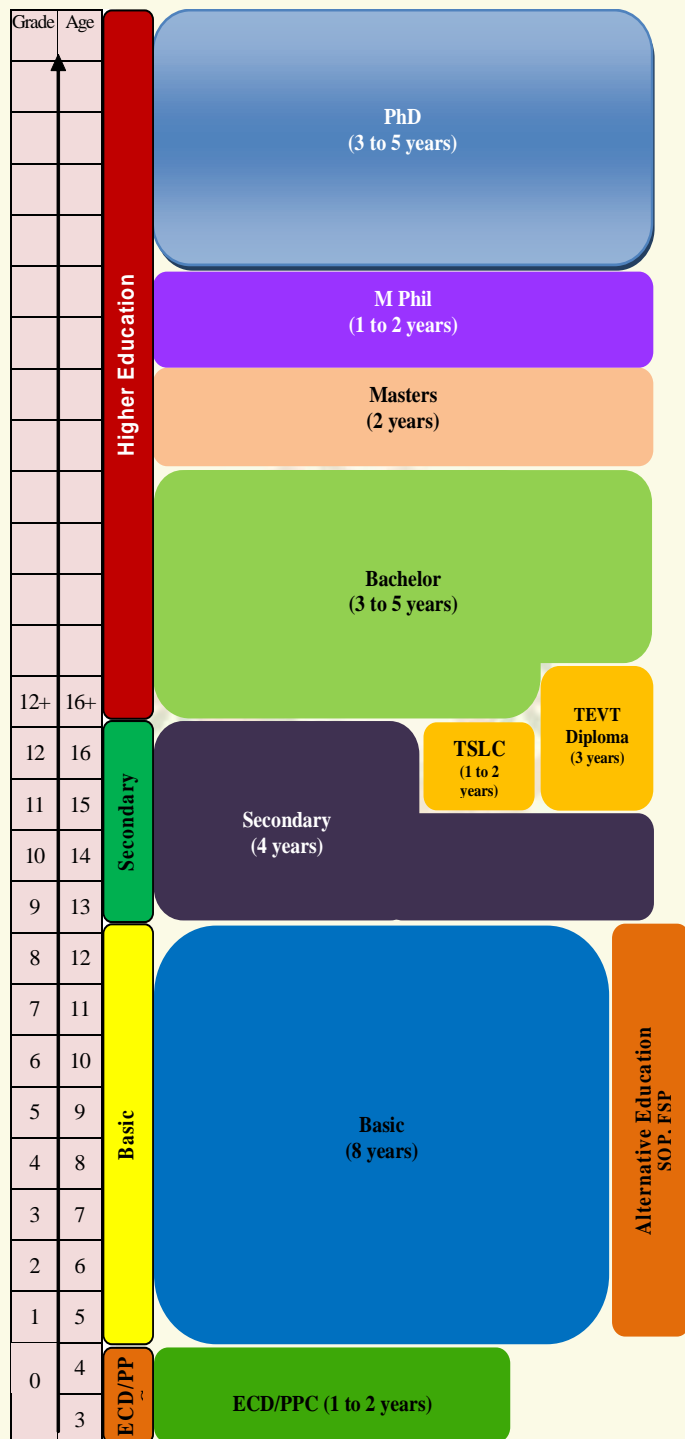 Grade Age
PhD
(3 to 5 years)
M Phil
(1 to 2 years)
Masters
(2 years)
Higher Education
Bachelor
(3 to 5 years)
12+ 16+
TEVT
Diploma
(3 years)
12 16
TSLC
(1 to 2
years)
11 15
Secondary
Secondary
(4 years)
10 14
9 13
8 12
7 11
6 10
5 9
Basic
Basic
(8 years)
Alternative Education
SOP. FSP
4 8
3 7
2 6
1 5
0
4
3
ECD/PP
ECD/PPC (1 to 2 years)